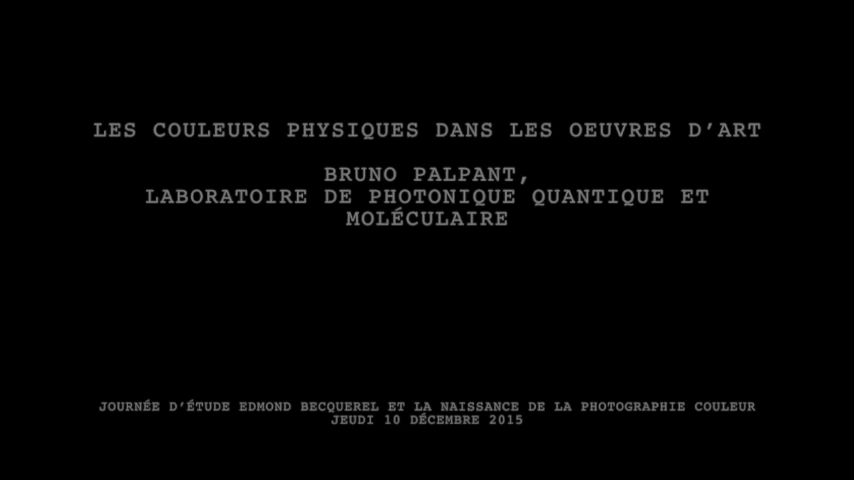 LES COULEURS PHYSIQUES DANS LES OEUVRES D'ART
BRUNO PALPANT,
LABORATOIRE DE PHOTONIQUE QUANTIQUE ET
MOLÉCULAIRE
JOURNÉE D'ÉTUDE EDMOND BECQUEREL ET LA NAISSANCE DE LA PHOTOGRAPHIE COULEUR
JEUDI 10 DÉCEMBRE 2015